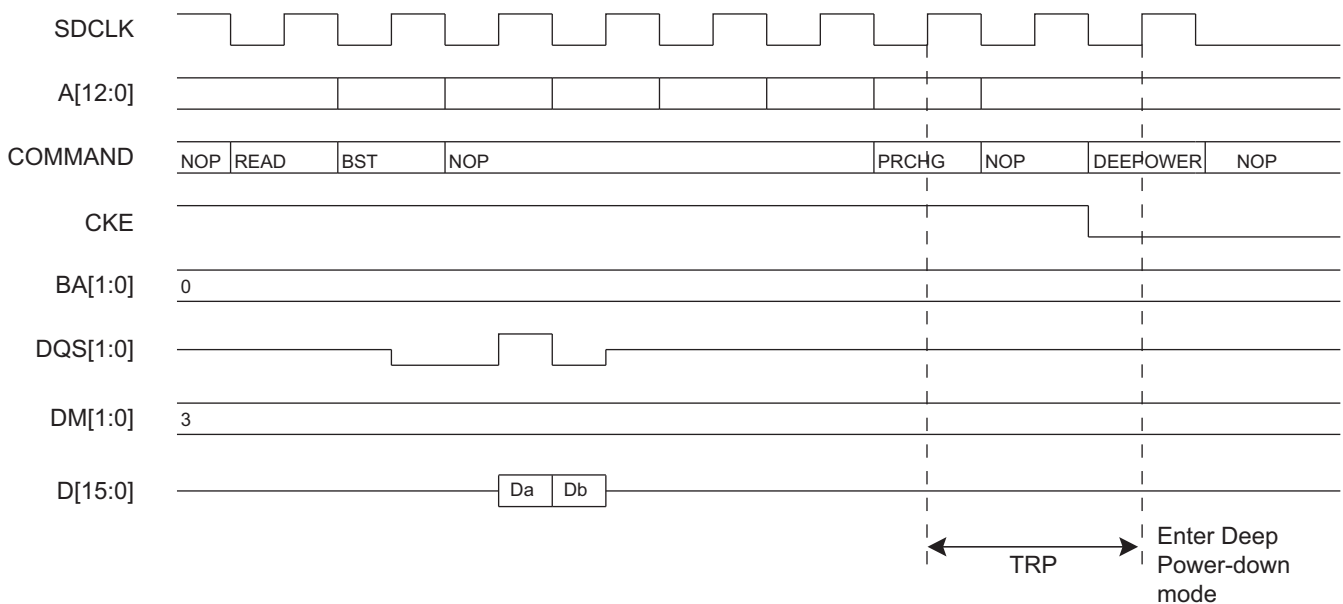 SDCLK
A[12:0]
COMMAND NOP READ BST NOP PRCHG NOP DEEPOWER NOP
CKE
BA[1:0] 0
DQS[1:0]
DM[1:0] 3
D[15:0] Da Db
TRP
Enter Deep
Power-down
mode